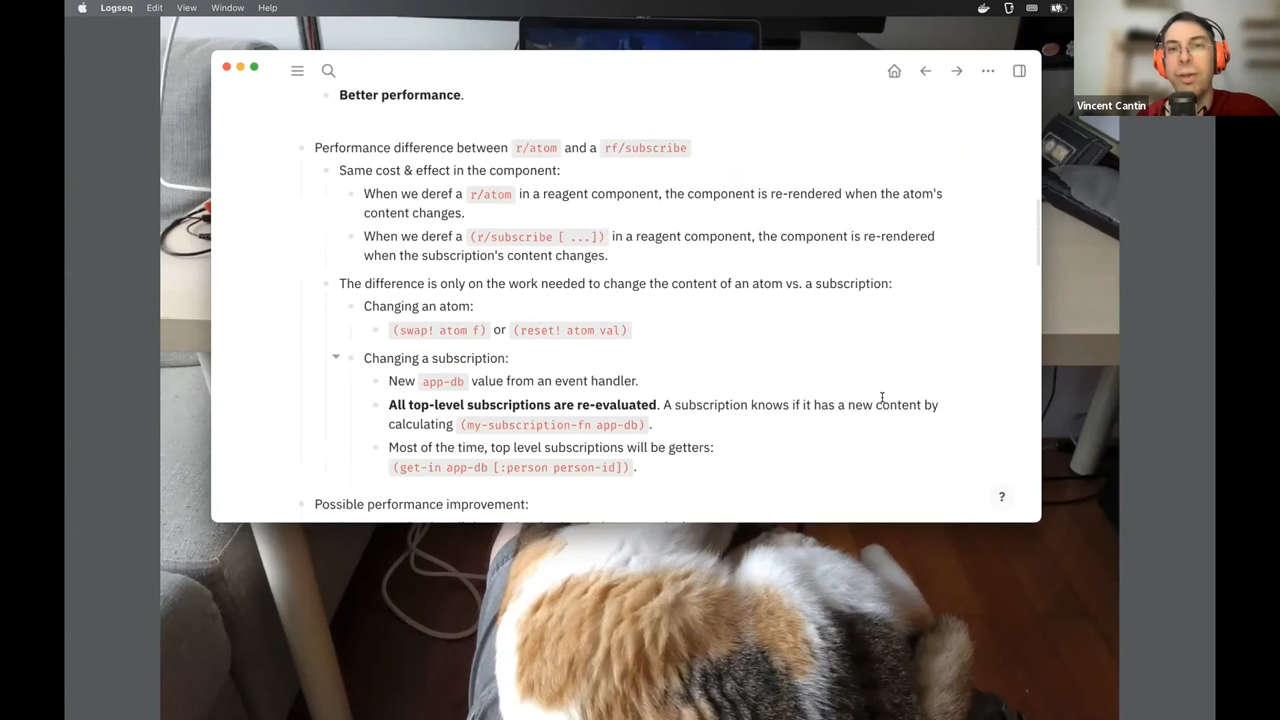 Logseq Edit View Window Help
Vincent Cantin
Better performance.
Performance difference between r/atom and a rf/subscribe
Same cost & effect in the component:
When we deref a r/atom in a reagent component, the component is re-rendered when the atom's
content changes.
When we deref a (r/subscribe [ ...]) in a reagent component, the component is re-rendered
when the subscription's content changes.
The difference is only on the work needed to change the content of an atom vs. a subscription:
Changing an atom:
(swap! atom f) or (reset! atom val)
Changing a subscription:
New app-db value from an event handler.
All top-level subscriptions are re-evaluated. A subscription knows if it has a new content by
calculating (my-subscription-fn app-db).
Most of the time, top level subscriptions will be getters:
(get-in app-db [:person person-id]).
?
Possible performance improvement: